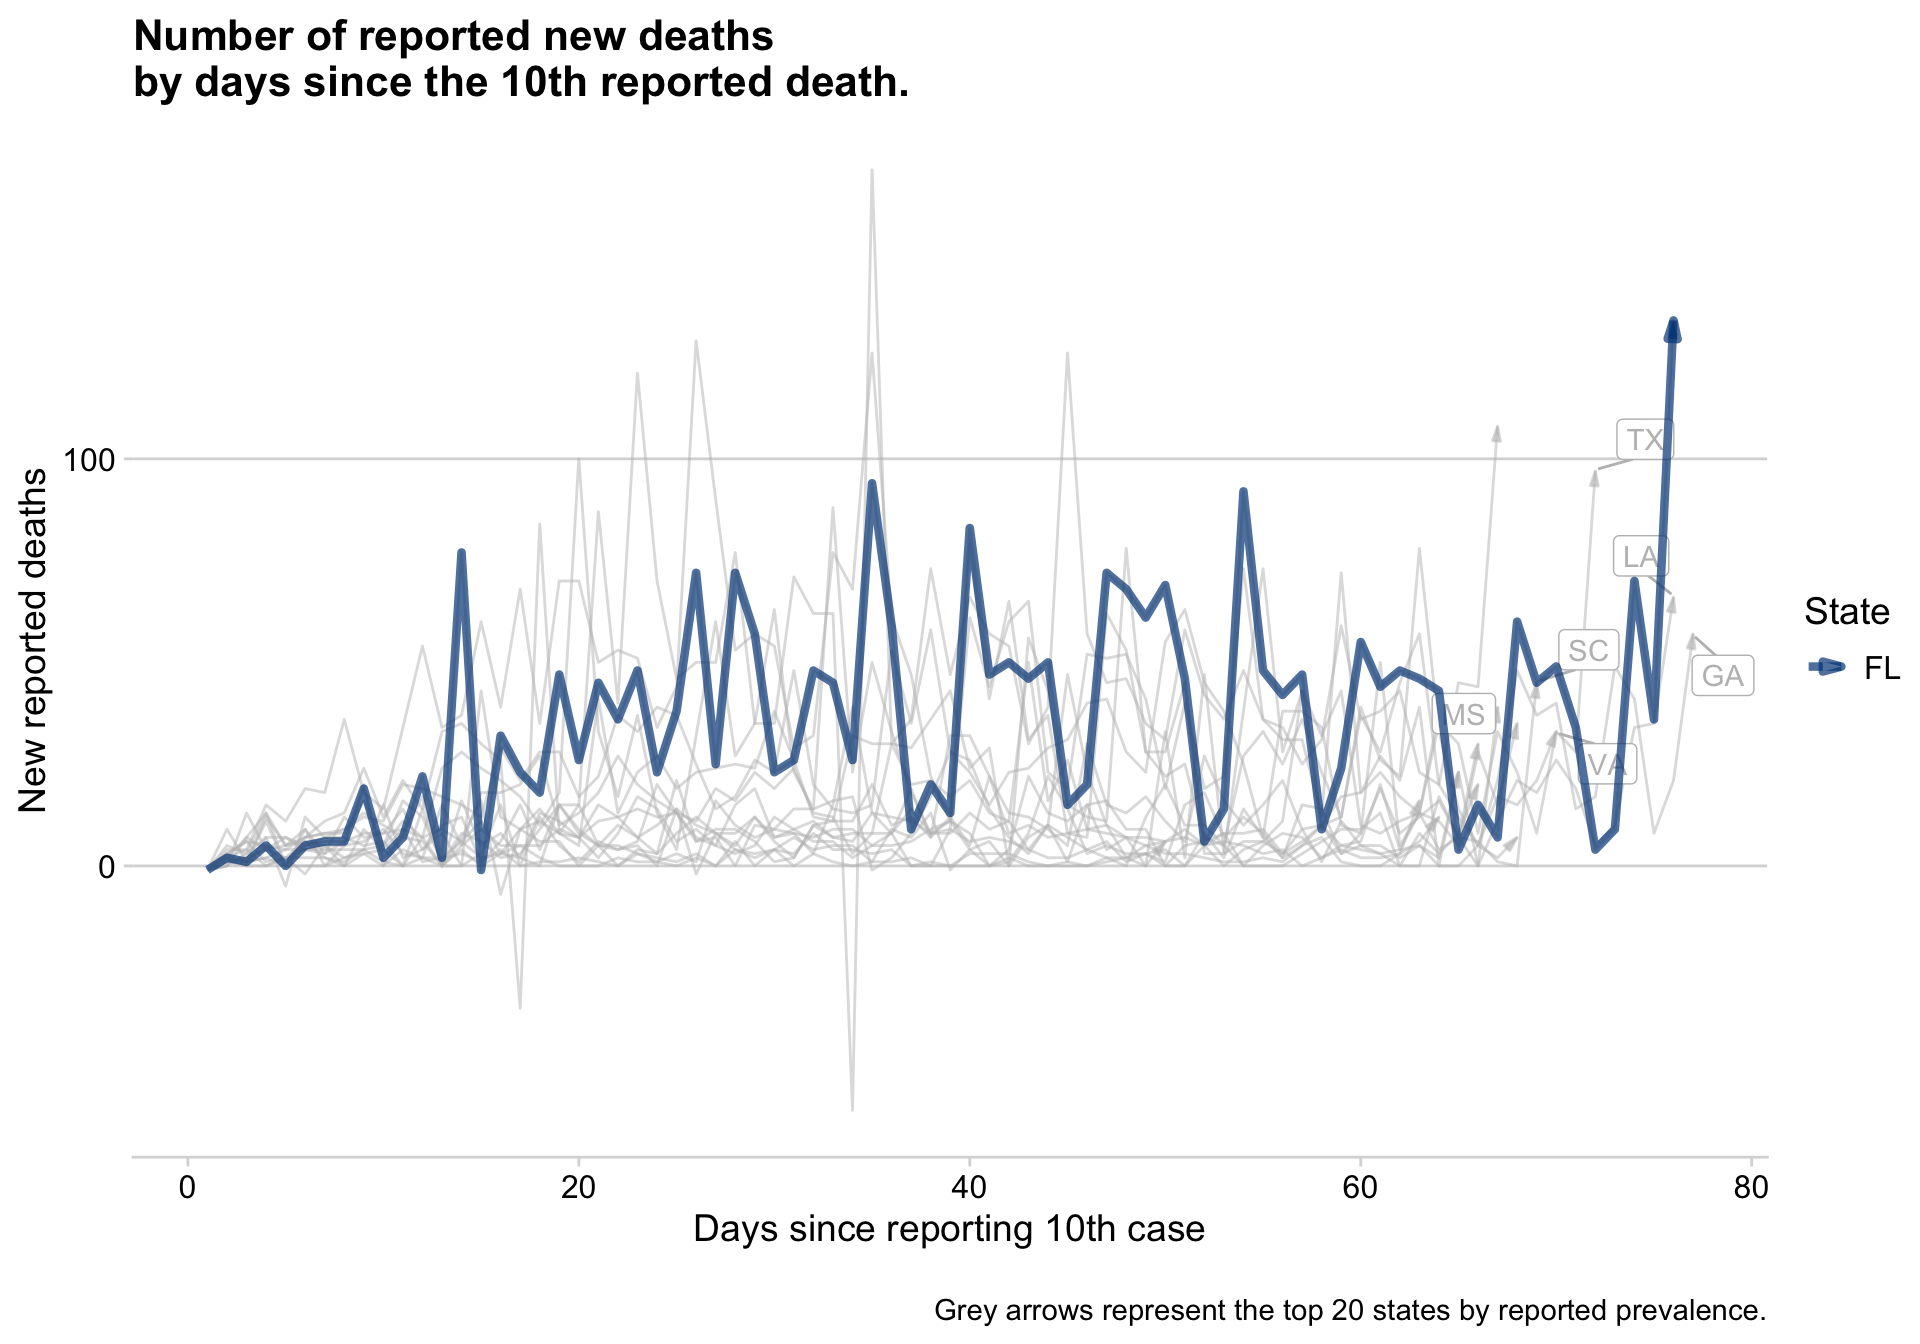 Number of reported new deaths
by days since the 10th reported death.
New reported deaths
100
0
TX
LA
SC
GA
MS
VA
State
FL
0 20 40 60 80
Days since reporting 10th case
Grey arrows represent the top 20 states by reported prevalence.